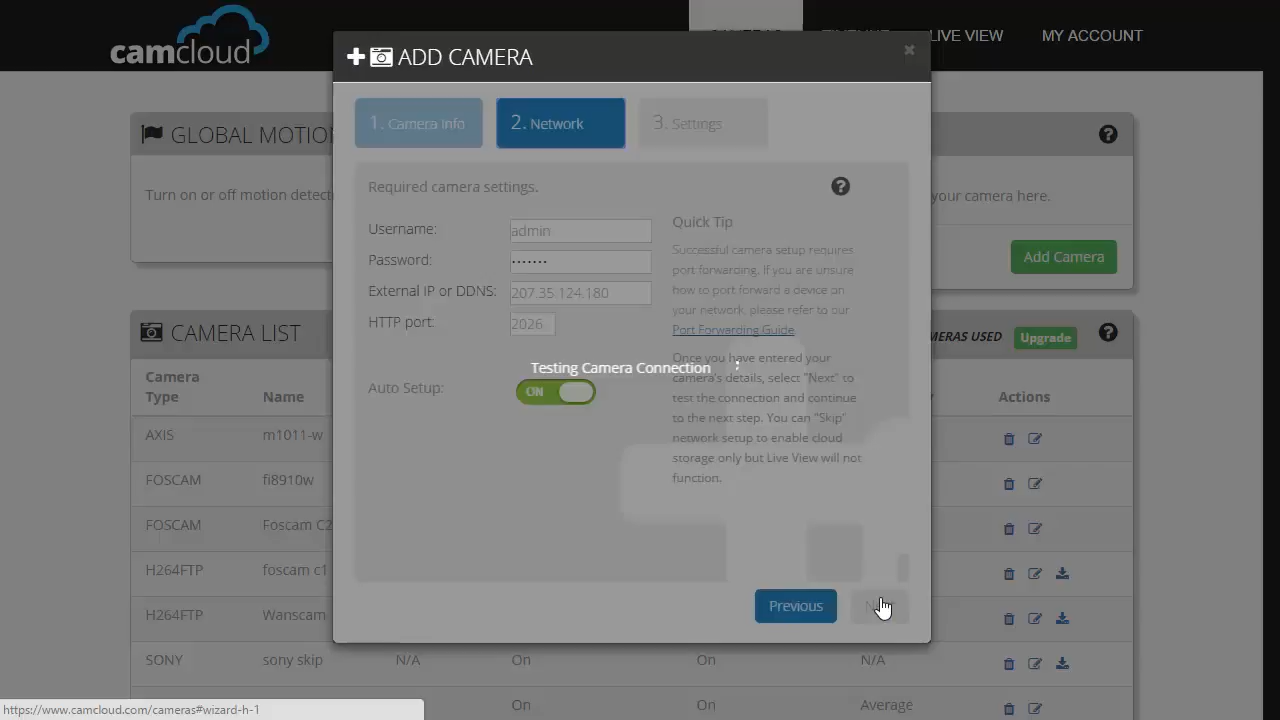 camcloud
LIVE VIEW
MY ACCOUNT
ADD CAMERA
×
1. Camera Info
2. Network
3. Settings
GLOBAL MOTION
Turn on or off motion
your camera here.
Add Camera
Required camera settings.
Username:
admin
Password:
•••••••
External IP or DDNS:
207.35.124.180
HTTP port:
2026
Auto Setup:
ON
Testing Camera Connection
Quick Tip
Successful camera setup requires
port forwarding. If you are unsure
how to port forward a device on
your network, please refer to our
Port Forwarding Guide
Once you have entered your
camera's details, select "Next" to
test the connection and continue
to the next step. You can "Skip"
network setup to enable cloud
storage only but Live View will not
function.
Previous
CAMERA LIST
USED
Upgrade
Camera
Type
Name
Actions
AXIS m1011-w
FOSCAM fi8910w
FOSCAM Foscam C2
H264FTP foscam c1
H264FTP Wanscam
SONY sony skip N/A On On N/A
On On Average
https://www.camcloud.com/cameras#wizard-h-1